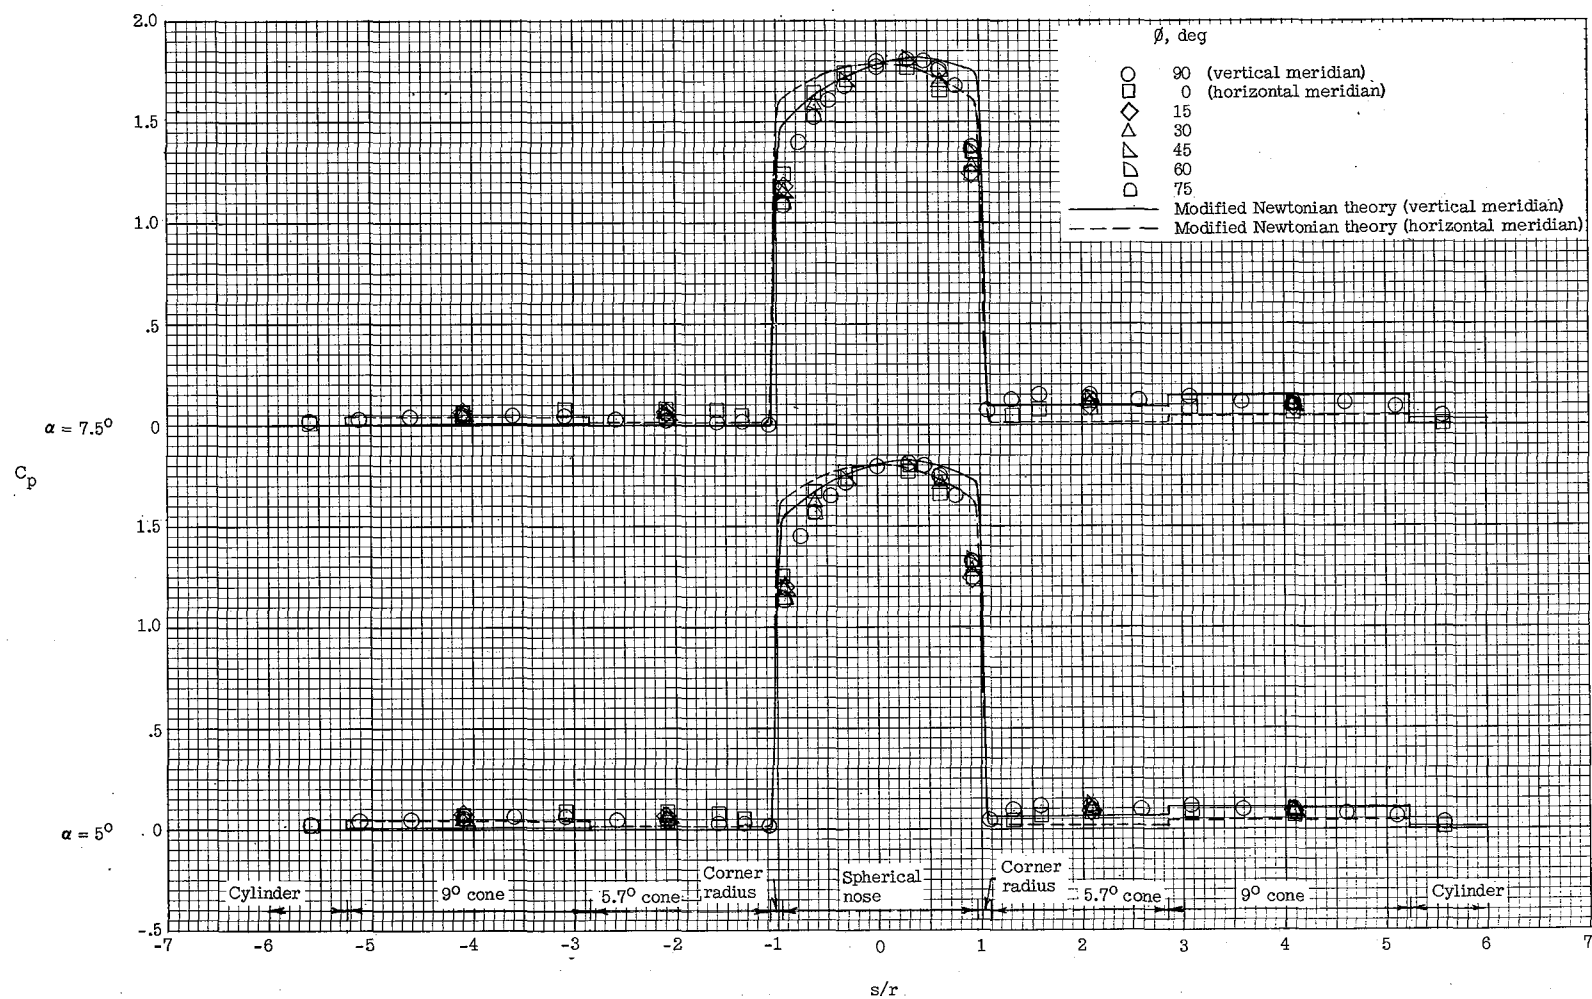 2.0
1.5
1.0
.5
α = 7.5° 0
C_p
1.5
1.0
.5
α = 5° 0
-.5
Ø, deg
○ 90 (vertical meridian)
□ 0 (horizontal meridian)
◇ 15
△ 30
45
60
75
Modified Newtonian theory (vertical meridian)
Modified Newtonian theory (horizontal meridian)
Cylinder
9° cone
5.7° cone
Corner
radius
Spherical
nose
Corner
radius
5.7° cone
9° cone
Cylinder
-7 -6 -5 -4 -3 -2 -1 0 1 2 3 4 5 6 7
s/r